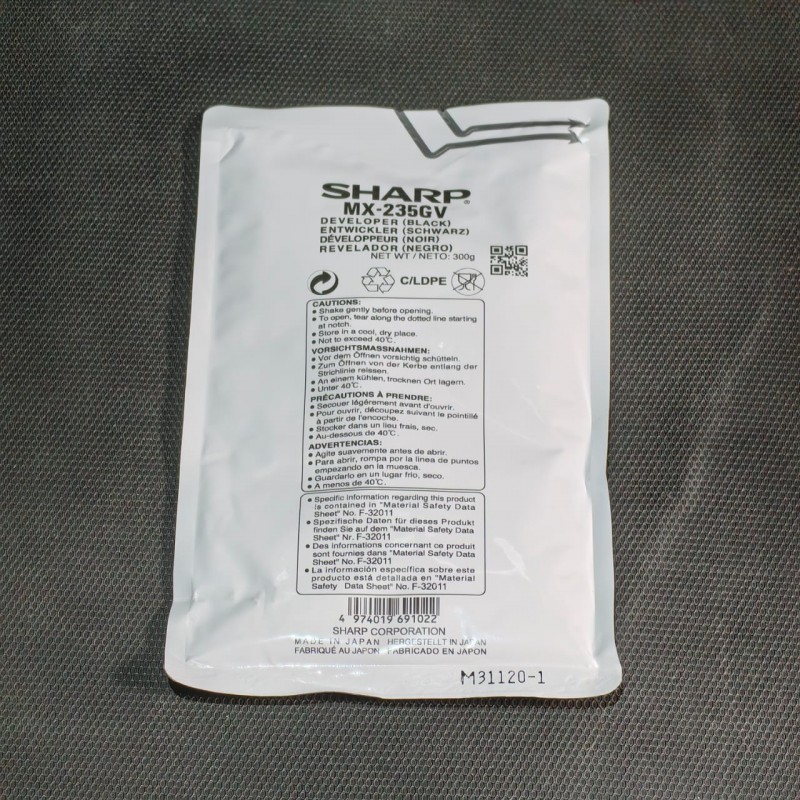 SHARP®
MX-235GV
DEVELOPER (BLACK)
ENTWICKLER (SCHWARZ)
DÉVELOPPEUR (NOIR)
REVELADOR (NEGRO)
NET WT / NETO: 300g
C/LDPE
CAUTIONS:
● Shake gently before opening.
● To open, tear along the dotted line starting
at notch.
● Store in a cool, dry place.
● Not to exceed 40℃.
VORSICHTSMASSNAHMEN:
● Vor dem Öffnen vorsichtig schütteln.
● Zum Öffnen von der Kerbe entlang der
Strichlinie reissen.
● An einem kühlen, trocknen Ort lagern.
● Unter 40℃.
PRÉCAUTIONS À PRENDRE:
● Secouer légèrement avant d'ouvrir.
● Pour ouvrir, découpez suivant le pointillé
à partir de l'encoche.
● Stocker dans un lieu frais, sec.
● Au-dessous de 40℃.
ADVERTENCIAS:
● Agite suavemente antes de abrir.
● Para abrir, rompa por la línea de puntos
empezando en la muesca.
● Guardarlo en un lugar frío, seco.
● A menos de 40℃.
● Specific information regarding this product
is contained in "Material Safety Data
Sheet" No. F-32011
● Spezifische Daten für dieses Produkt
finden Sie auf dem "Material Safety Data
Sheet" Nr. F-32011
● Des informations concernant ce produit
sont fournies dans "Material Safety Data
Sheet" No. F-32011
● La información específica sobre este
producto está detallada en "Material
Safety Data Sheet" No. F-32011
4 974019 691022
SHARP CORPORATION
MADE IN JAPAN HERGESTELLT IN JAPAN
FABRIQUÉ AU JAPON FABRICADO EN JAPON
M31120-1